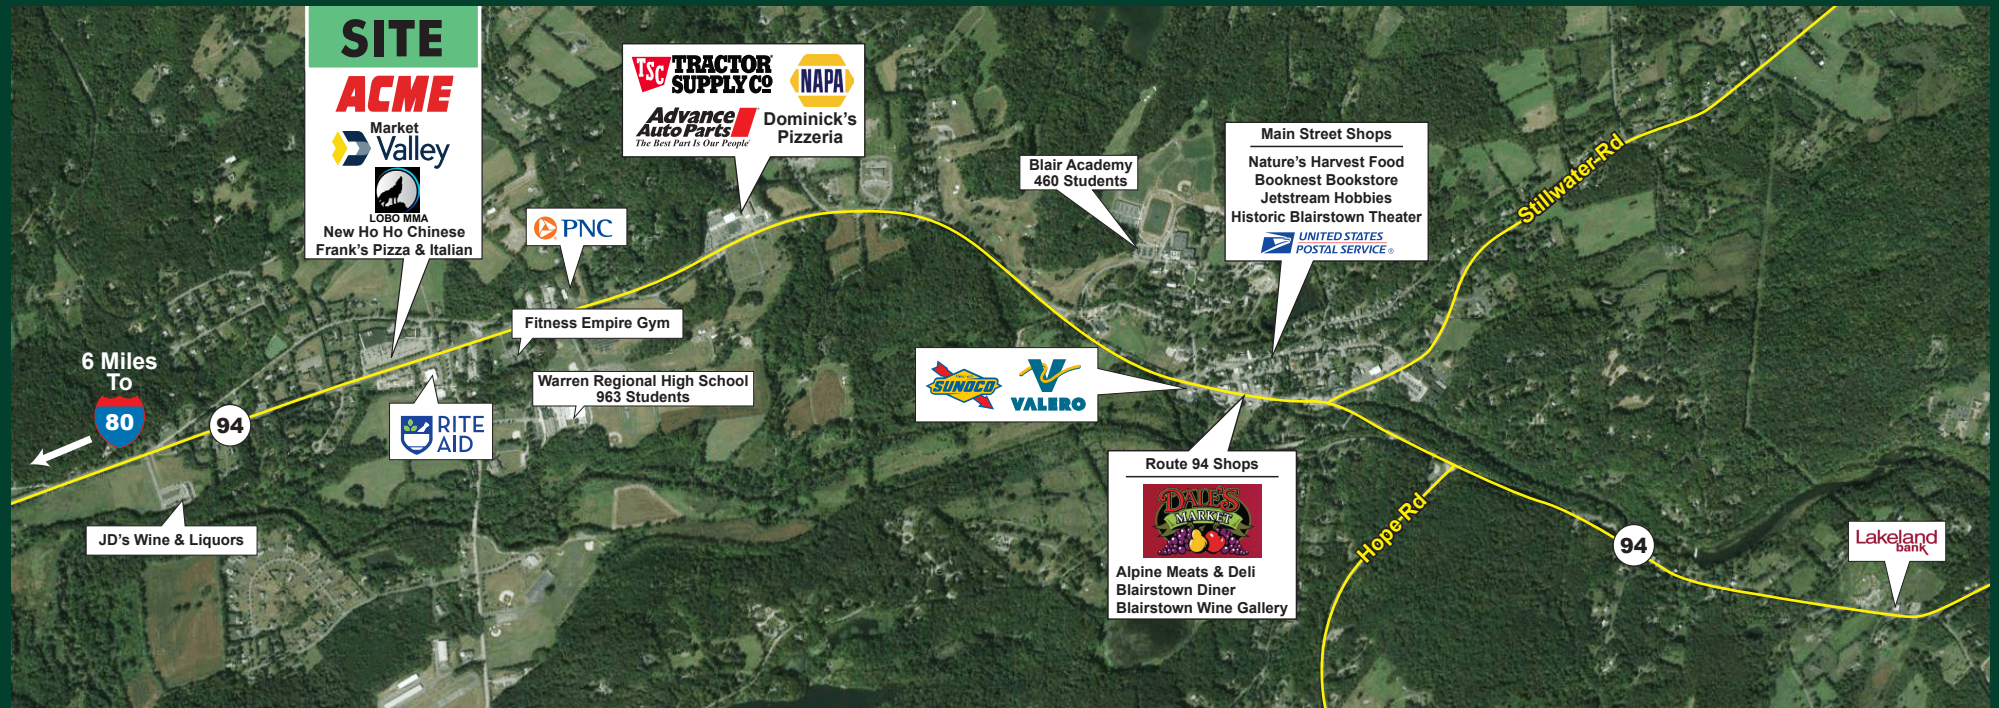 SITE
ACME
Market
Valley
LOBO MMA
New Ho Ho Chinese
Frank's Pizza & Italian
TSC TRACTOR
SUPPLY CO
NAPA
Advance
Auto Parts
The Best Part Is Our People
Dominick's
Pizzeria
PNC
Fitness Empire Gym
Warren Regional High School
963 Students
RITE
AID
6 Miles
To
80
94
JD's Wine & Liquors
Blair Academy
460 Students
Main Street Shops
Nature's Harvest Food
Booknest Bookstore
Jetstream Hobbies
Historic Blairstown Theater
UNITED STATES
POSTAL SERVICE ®
Stillwater Rd
SUNOCO
VALERO
Route 94 Shops
DALE'S
MARKET
Alpine Meats & Deli
Blairstown Diner
Blairstown Wine Gallery
Hope Rd
94
Lakeland
bank